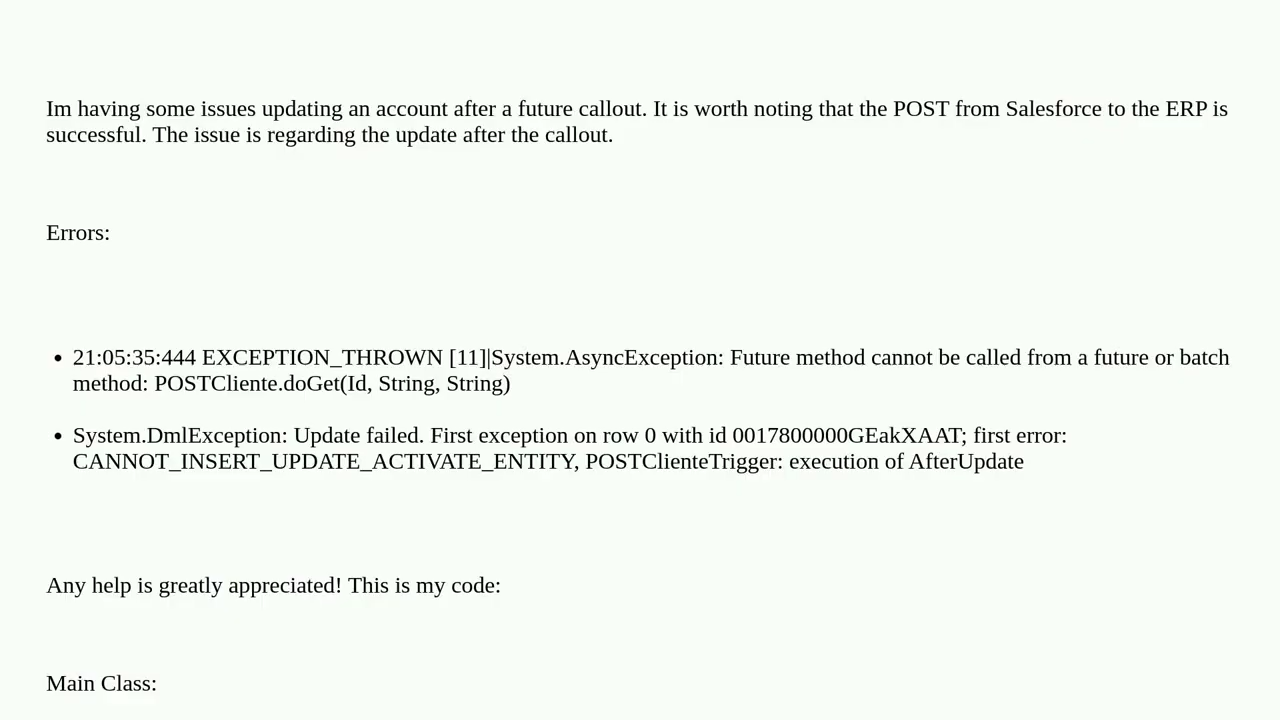 Im having some issues updating an account after a future callout. It is worth noting that the POST from Salesforce to the ERP is
successful. The issue is regarding the update after the callout.
Errors:
• 21:05:35:444 EXCEPTION_THROWN [11]|System.AsyncException: Future method cannot be called from a future or batch
method: POSTCliente.doGet(Id, String, String)
• System.DmlException: Update failed. First exception on row 0 with id 0017800000GEakXAAT; first error:
CANNOT_INSERT_UPDATE_ACTIVATE_ENTITY, POSTClienteTrigger: execution of AfterUpdate
Any help is greatly appreciated! This is my code:
Main Class: